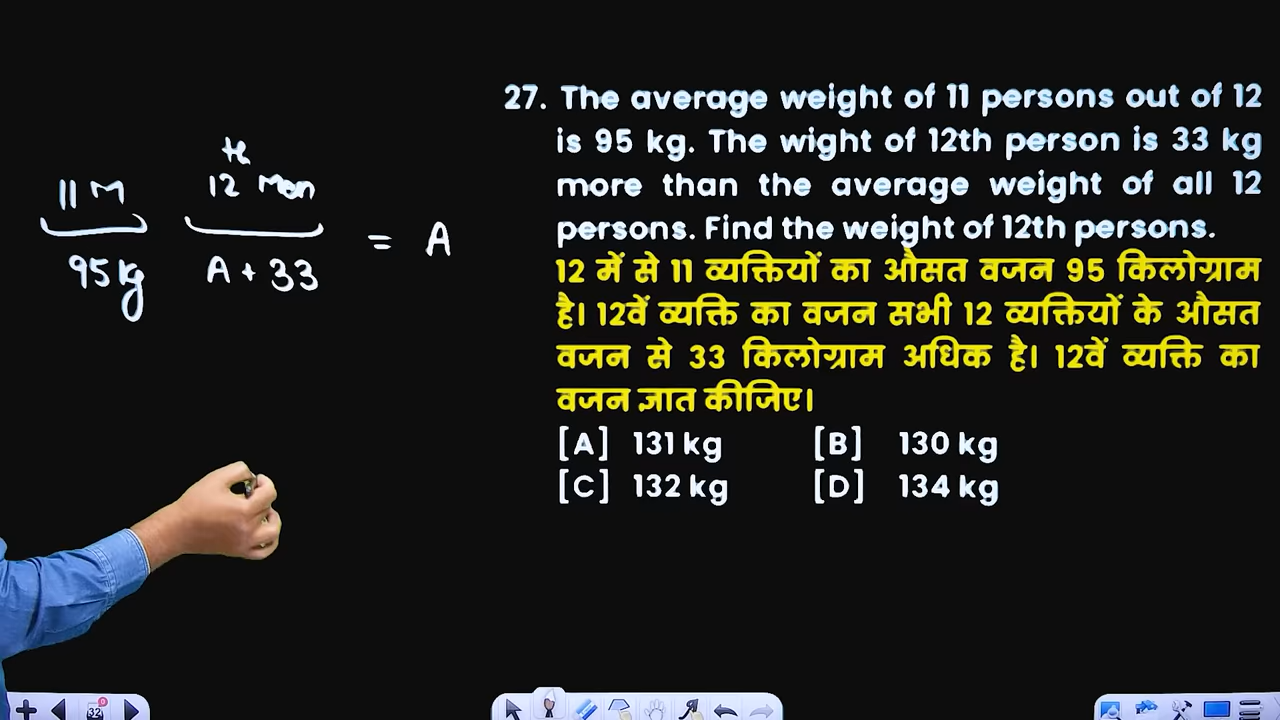 27. The average weight of 11 persons out of 12
is 95 kg. The wight of 12th person is 33 kg
more than the average weight of all 12
persons. Find the weight of 12th persons.
12 में से 11 व्यक्तियों का औसत वजन 95 किलोग्राम
है। 12वें व्यक्ति का वजन सभी 12 व्यक्तियों के औसत
वजन से 33 किलोग्राम अधिक है। 12वें व्यक्ति का
वजन ज्ञात कीजिए।
[A] 131 kg [B] 130 kg
[C] 132 kg [D] 134 kg
th
11 M 12 Man
= A
95 kg A + 33
32